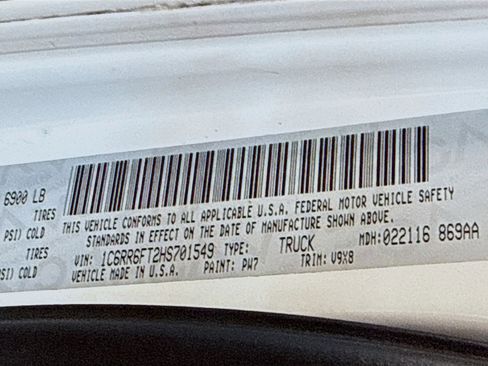 6900 LB
TIRES
THIS VEHICLE CONFORMS TO ALL APPLICABLE U.S.A. FEDERAL MOTOR VEHICLE SAFETY
PSI) COLD
STANDARDS IN EFFECT ON THE DATE OF MANUFACTURE SHOWN ABOVE.
TIRES
VIN: 1C6RR6FT2HS701549 TYPE: TRUCK MDH:022116 869AA
PSI) COLD
VEHICLE MADE IN U.S.A. PAINT: PW7 TRIM: V9X8